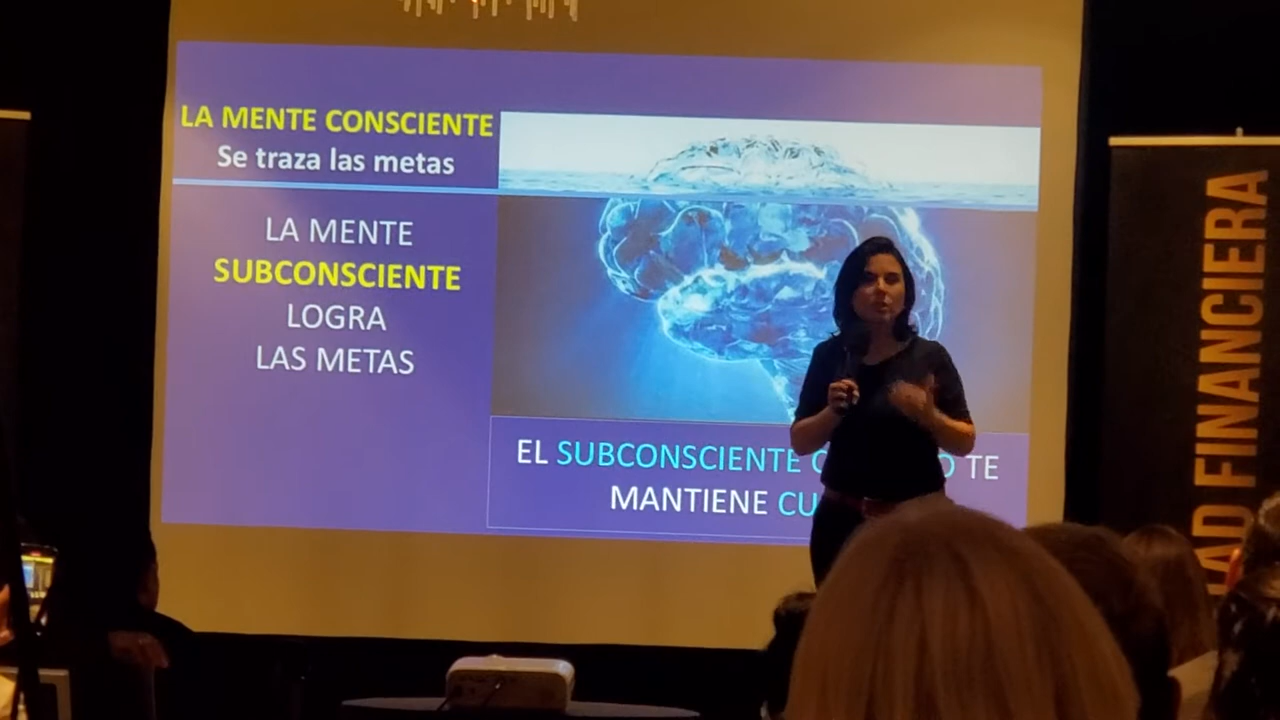 LA MENTE CONSCIENTE
Se traza las metas
LA MENTE
SUBCONSCIENTE
LOGRA
LAS METAS
EL SUBCONSCIENTE TE
MANTIENE
FINANCIERA